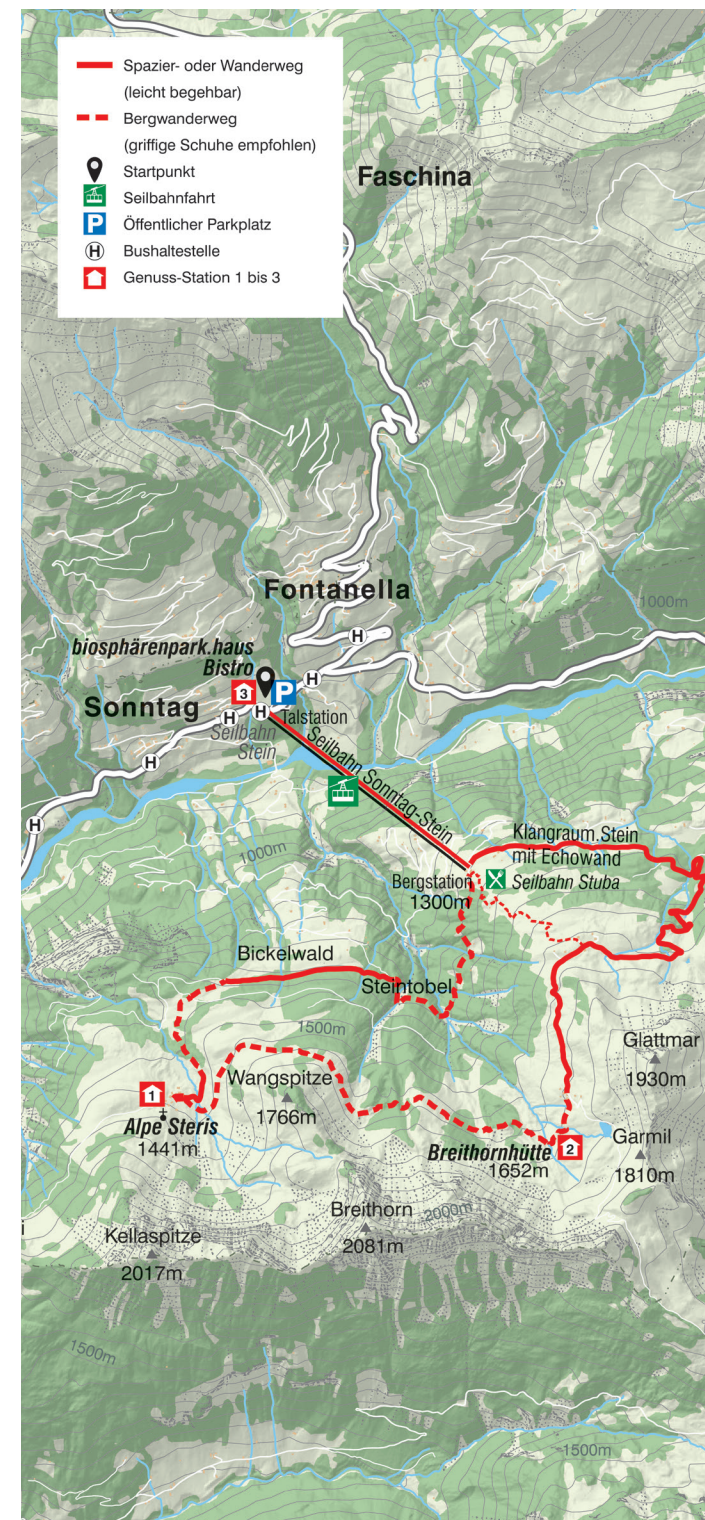 Spazier- oder Wanderweg
(leicht begehbar)
Bergwanderweg
(griffige Schuhe empfohlen)
Startpunkt
Seilbahnfahrt
P Öffentlicher Parkplatz
H Bushaltestelle
Genuss-Station 1 bis 3
Faschina
Fontanella
1000m
H
biosphärenpark.haus
Bistro
H
3
P
Sonntag
H
H
Talstation
Seilbahn
Stein
H
Seilbahn Sonntag-Stein
H
Klangraum.Stein
mit Echowand
1000m
Bergstation
1300m
Seilbahn Stuba
Bickelwald
Steintobel
1500m
Glattmar
1930m
Wangspitze
1766m
1
Alpe Steris
1441m
2
Breithornhütte
1652m
Garmil
1810m
Breithorn
2081m
2000m
i
Kellaspitze
2017m
1500m
1500m